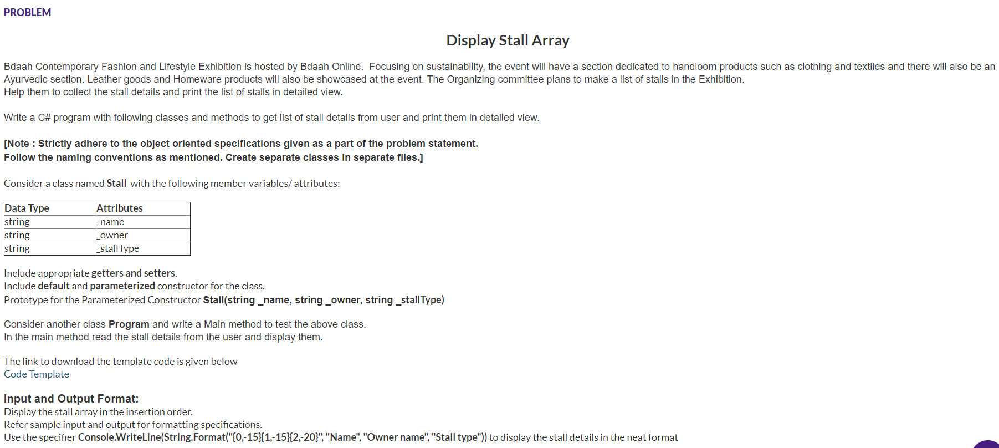 PROBLEM
Display Stall Array
Bdaah Contemporary Fashion and Lifestyle Exhibition is hosted by Bdaah Online.  Focusing on sustainability, the event will have a section dedicated to handloom products such as clothing and textiles and there will also be an
Ayurvedic section. Leather goods and Homeware products will also be showcased at the event. The Organizing committee plans to make a list of stalls in the Exhibition.
Help them to collect the stall details and print the list of stalls in detailed view.
Write a C# program with following classes and methods to get list of stall details from user and print them in detailed view.
[Note : Strictly adhere to the object oriented specifications given as a part of the problem statement.
Follow the naming conventions as mentioned. Create separate classes in separate files.]
Consider a class named Stall  with the following member variables/ attributes:
Data Type Attributes
string _name
string _owner
string _stallType
Include appropriate getters and setters.
Include default and parameterized constructor for the class.
Prototype for the Parameterized Constructor Stall(string _name, string _owner, string _stallType)
Consider another class Program and write a Main method to test the above class.
In the main method read the stall details from the user and display them.
The link to download the template code is given below
Code Template
Input and Output Format:
Display the stall array in the insertion order.
Refer sample input and output for formatting specifications.
Use the specifier Console.WriteLine(String.Format("{0,-15}{1,-15}{2,-20}", "Name", "Owner name", "Stall type")) to display the stall details in the neat format